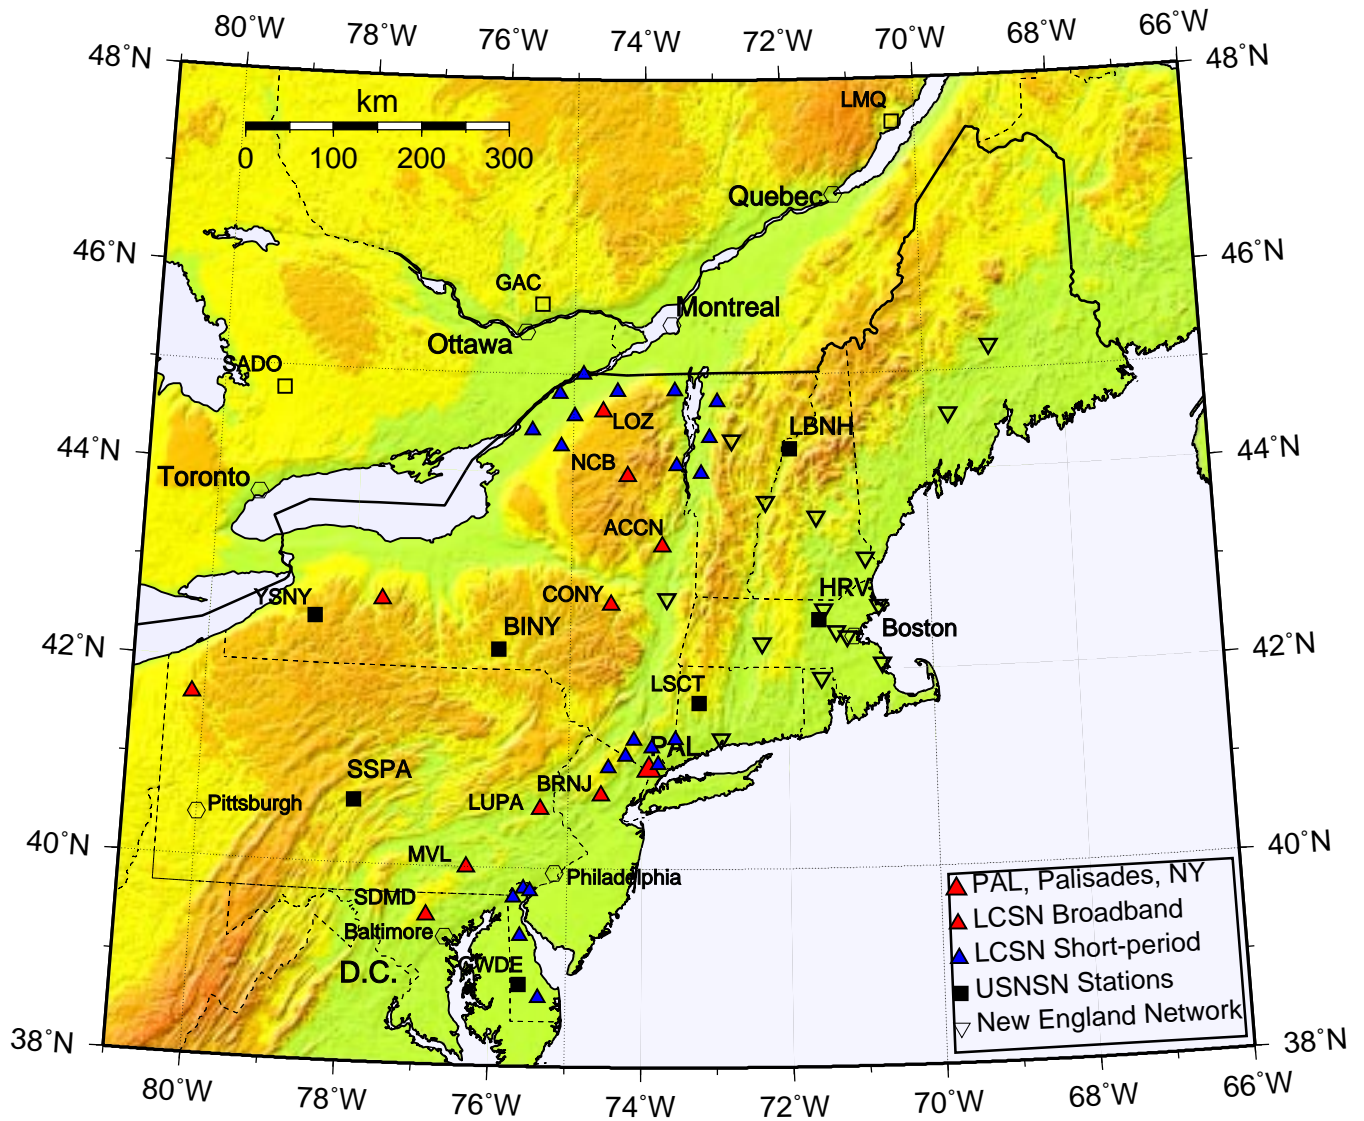 80°W 78°W 76°W 74°W 72°W 70°W 68°W 66°W
48°N 48°N
km
0 100 200 300
LMQ
Quebec
46°N 46°N
GAC
Montreal
Ottawa
SADO
LOZ
LBNH
44°N 44°N
NCB
Toronto
ACCN
YSNY
CONY
HRV
BINY
Boston
42°N 42°N
LSCT
PAL
SSPA
BRNJ
LUPA
Pittsburgh
40°N 40°N
MVL
Philadelphia
SDMD
Baltimore
D.C.
CWDE
PAL, Palisades, NY
LCSN Broadband
LCSN Short-period
USNSN Stations
New England Network
38°N 38°N
80°W 78°W 76°W 74°W 72°W 70°W 68°W 66°W